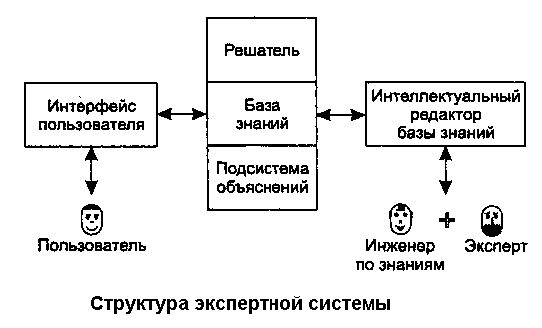 Решатель
Интерфейс
пользователя
База
знаний
Интеллектуальный
редактор
базы знаний
Подсистема
объяснений
Пользователь
+
Инженер
по знаниям
Эксперт
Структура экспертной системы